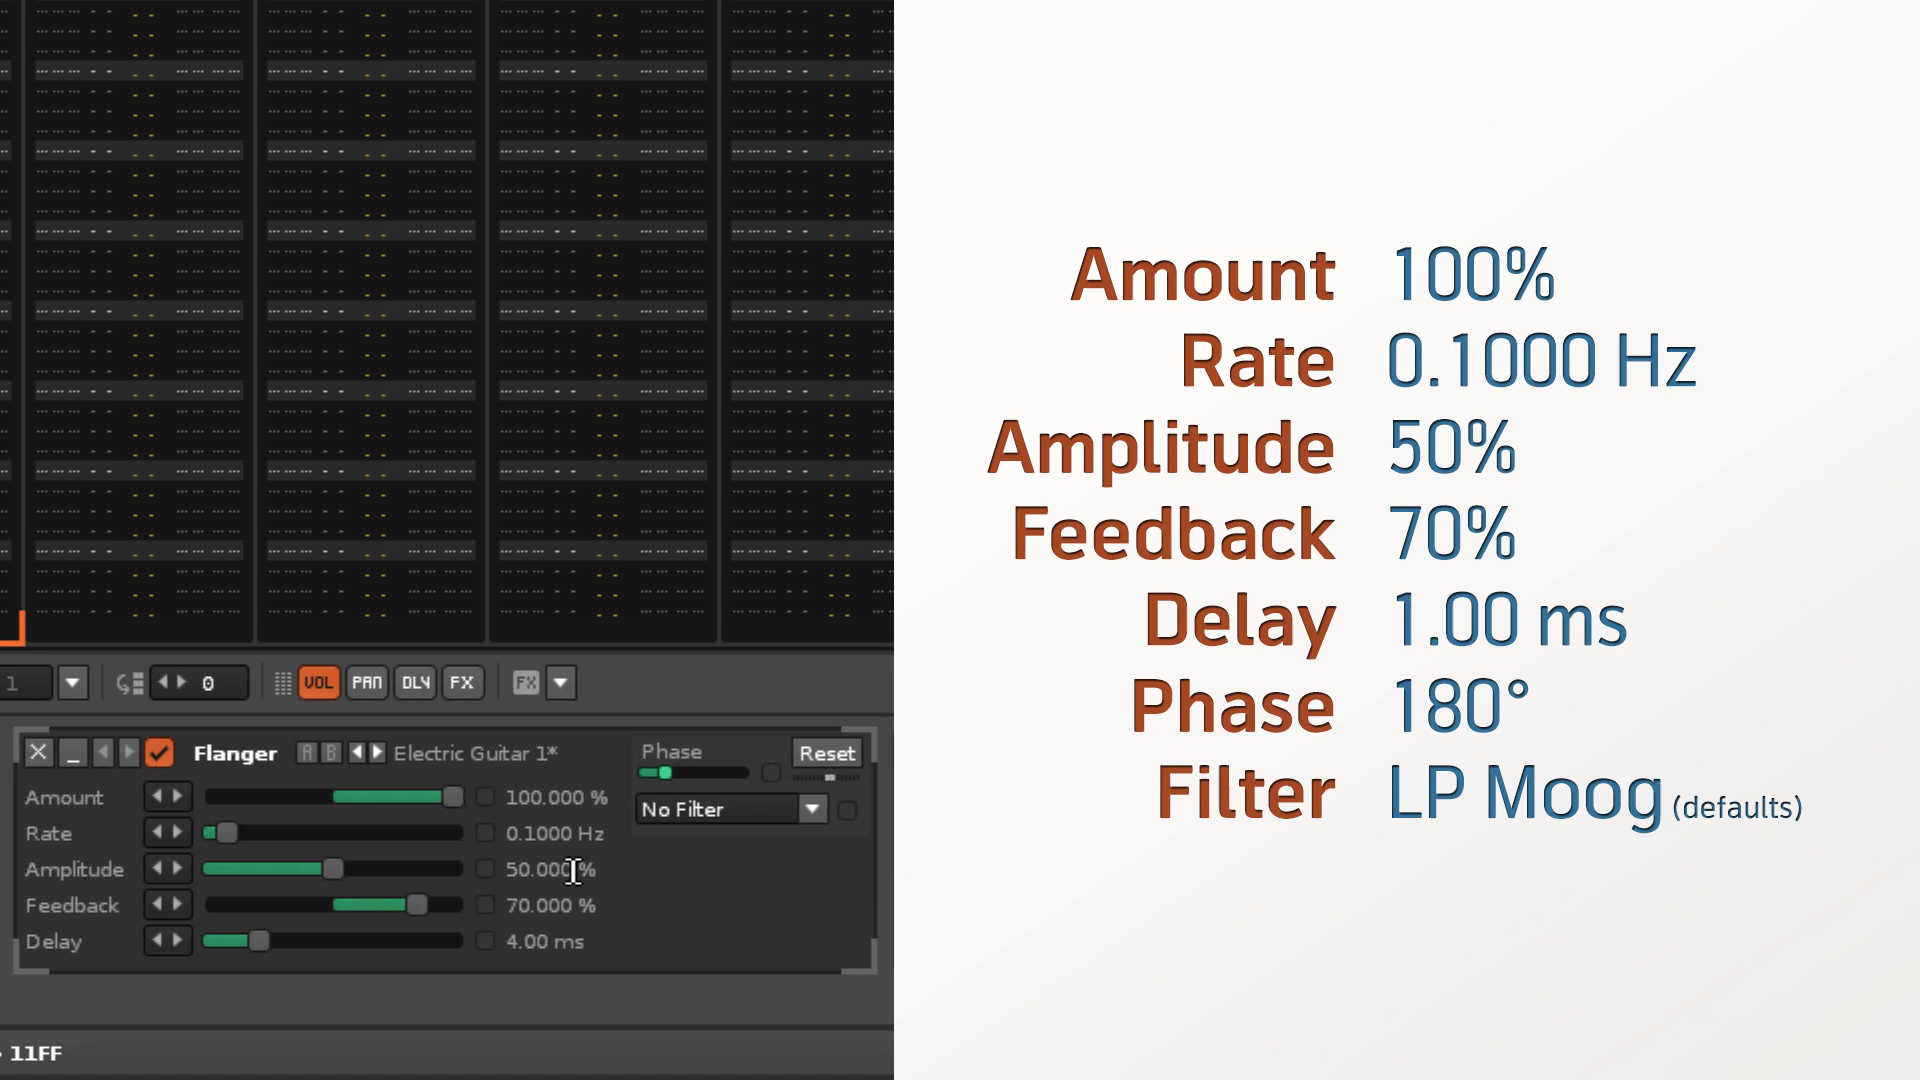 1
0
VOL PAN DLY FX FX
X _ Flanger A B Electric Guitar 1* Phase Reset
Amount 100.000 %
No Filter
Rate 0.1000 Hz
Amplitude 50.000 %
Feedback 70.000 %
Delay 4.00 ms
11FF
Amount 100%
Rate 0.1000 Hz
Amplitude 50%
Feedback 70%
Delay 1.00 ms
Phase 180°
Filter LP Moog (defaults)